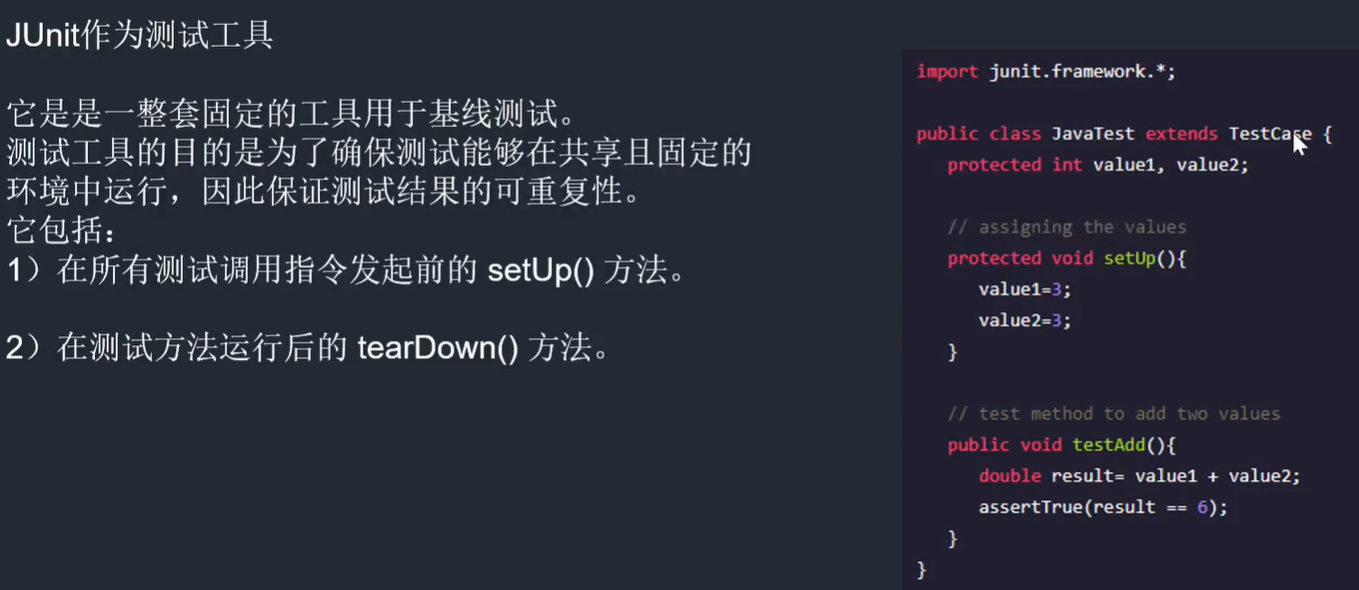 JUnit作为测试工具
它是是一整套固定的工具用于基线测试。
测试工具的目的是为了确保测试能够在共享且固定的
环境中运行，因此保证测试结果的可重复性。
它包括：
1）在所有测试调用指令发起前的 setUp() 方法。
2）在测试方法运行后的 tearDown() 方法。
import junit.framework.*;
public class JavaTest extends TestCase {
protected int value1, value2;
// assigning the values
protected void setUp(){
value1=3;
value2=3;
}
// test method to add two values
public void testAdd(){
double result= value1 + value2;
assertTrue(result == 6);
}
}